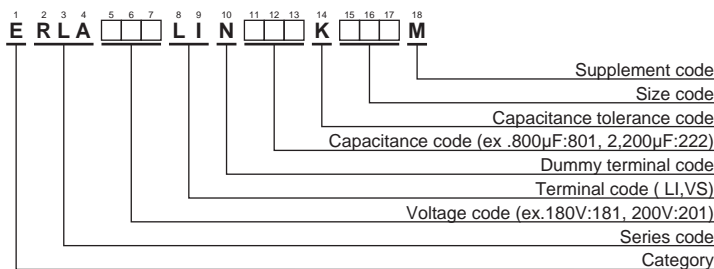 1 2 3 4 5 6 7 8 9 10 11 12 13 14 15 16 17 18
E R L A □□□ L I N □□□ K □□□ M
Supplement code
Size code
Capacitance tolerance code
Capacitance code (ex .800μF:801, 2,200μF:222)
Dummy terminal code
Terminal code ( LI,VS)
Voltage code (ex.180V:181, 200V:201)
Series code
Category